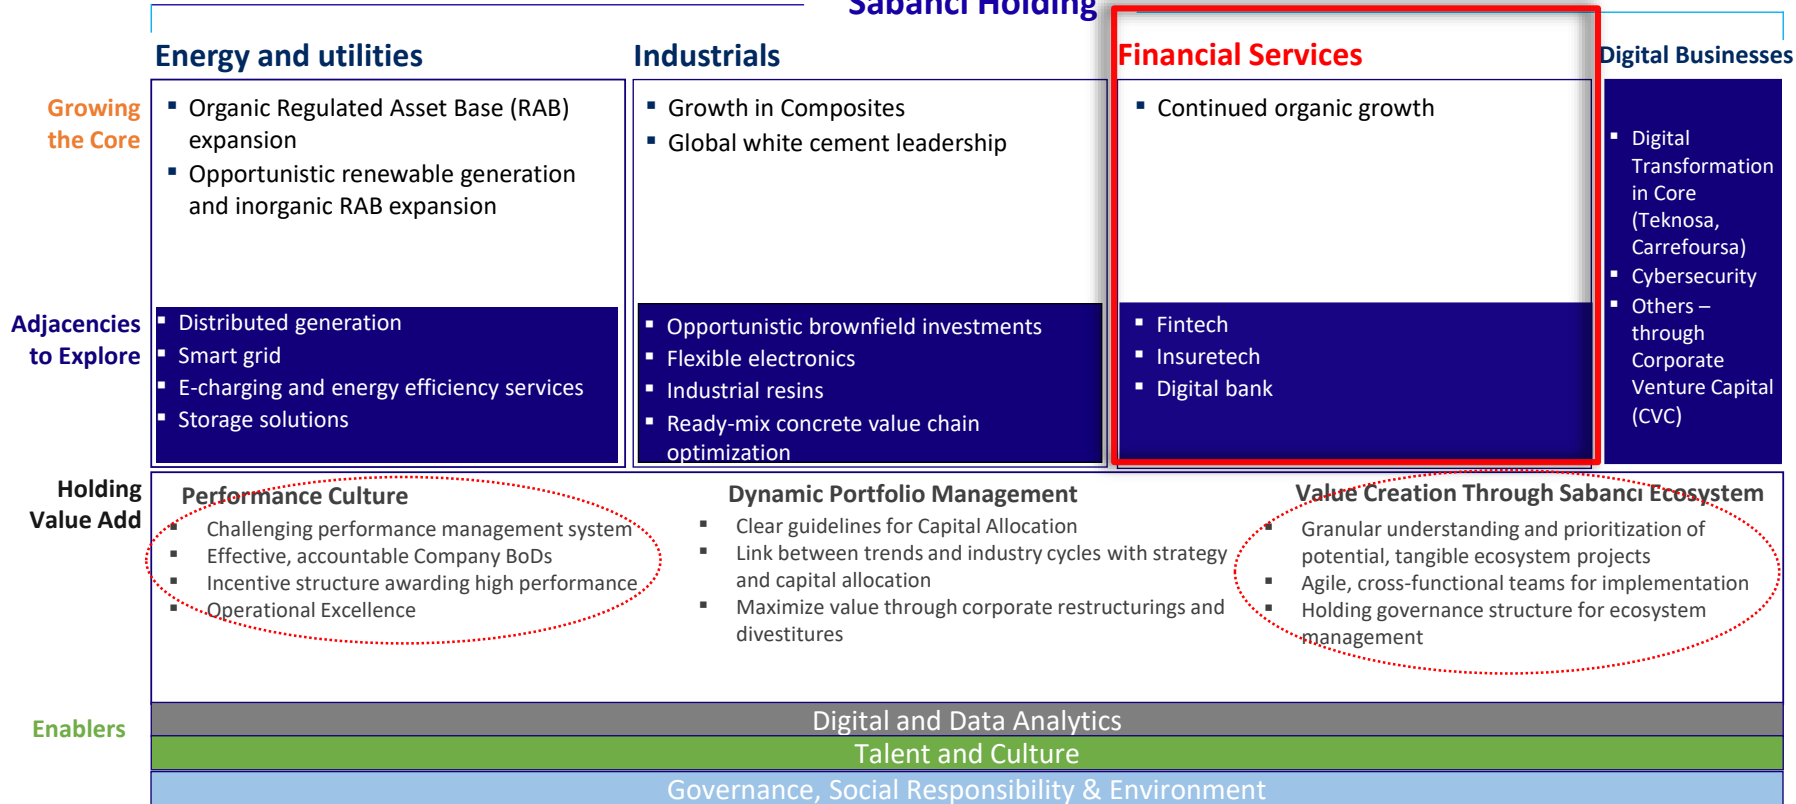 Sabancı Holding
Energy and utilities
Industrials
Financial Services
Digital Businesses
Growing
the Core
▪ Organic Regulated Asset Base (RAB)
expansion
▪ Opportunistic renewable generation
and inorganic RAB expansion
▪ Growth in Composites
▪ Global white cement leadership
▪ Continued organic growth
▪ Digital
Transformation
in Core
(Teknosa,
Carrefoursa)
▪ Cybersecurity
▪ Others –
through
Corporate
Venture Capital
(CVC)
Adjacencies
to Explore
▪ Distributed generation
▪ Smart grid
▪ E-charging and energy efficiency services
▪ Storage solutions
▪ Opportunistic brownfield investments
▪ Flexible electronics
▪ Industrial resins
▪ Ready-mix concrete value chain
optimization
▪ Fintech
▪ Insuretech
▪ Digital bank
Holding
Value Add
Performance Culture
▪ Challenging performance management system
▪ Effective, accountable Company BoDs
▪ Incentive structure awarding high performance
▪ Operational Excellence
Dynamic Portfolio Management
▪ Clear guidelines for Capital Allocation
▪ Link between trends and industry cycles with strategy
and capital allocation
▪ Maximize value through corporate restructurings and
divestitures
Value Creation Through Sabancı Ecosystem
▪ Granular understanding and prioritization of
potential, tangible ecosystem projects
▪ Agile, cross-functional teams for implementation
▪ Holding governance structure for ecosystem
management
Enablers
Digital and Data Analytics
Talent and Culture
Governance, Social Responsibility & Environment